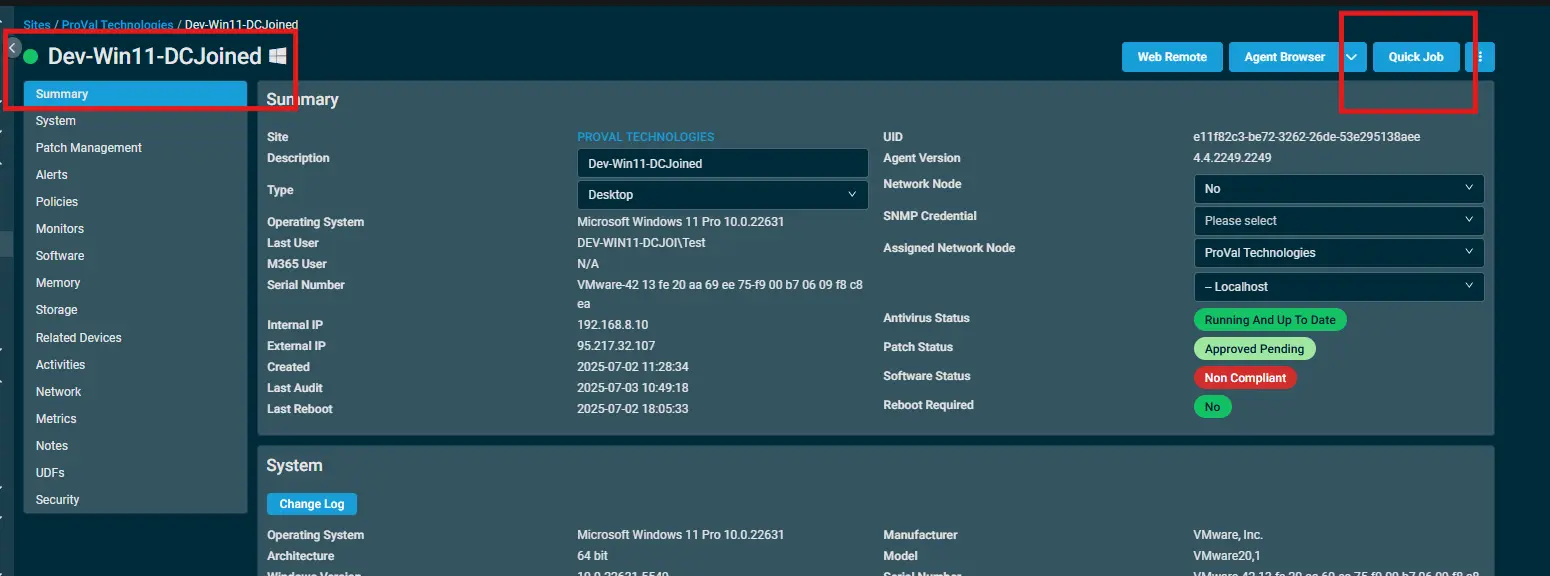 Sites / ProVal Technologies / Dev-Win11-DCJoined
Dev-Win11-DCJoined
Web Remote
Agent Browser
Quick Job
Summary
System
Patch Management
Alerts
Policies
Monitors
Software
Memory
Storage
Related Devices
Activities
Network
Metrics
Notes
UDFs
Security
Summary
Site PROVAL TECHNOLOGIES
Description Dev-Win11-DCJoined
Type Desktop
Operating System Microsoft Windows 11 Pro 10.0.22631
Last User DEV-WIN11-DCJOI\Test
M365 User N/A
Serial Number VMware-42 13 fe 20 aa 69 ee 75-f9 00 b7 06 09 f8 c8
ea
Internal IP 192.168.8.10
External IP 95.217.32.107
Created 2025-07-02 11:28:34
Last Audit 2025-07-03 10:49:18
Last Reboot 2025-07-02 18:05:33
UID e11f82c3-be72-3262-26de-53e295138aee
Agent Version 4.4.2249.2249
Network Node No
SNMP Credential Please select
Assigned Network Node ProVal Technologies
-- Localhost
Antivirus Status Running And Up To Date
Patch Status Approved Pending
Software Status Non Compliant
Reboot Required No
System
Change Log
Operating System Microsoft Windows 11 Pro 10.0.22631
Architecture 64 bit
Manufacturer VMware, Inc.
Model VMware20,1